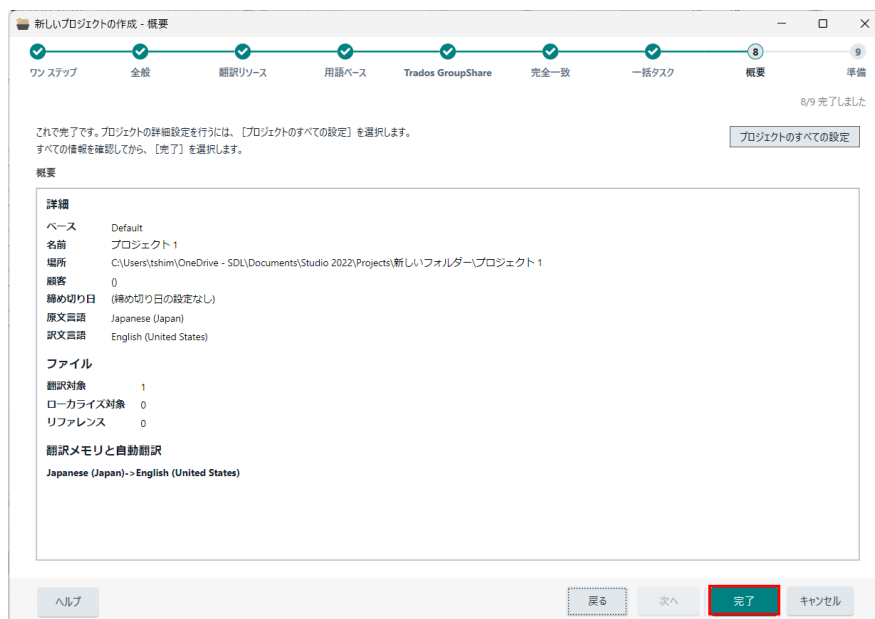 新しいプロジェクトの作成 - 概要
8 9
ワン ステップ 全般 翻訳リソース 用語ベース Trados GroupShare 完全一致 一括タスク 概要 準備
8/9 完了しました
これで完了です。プロジェクトの詳細設定を行うには、［プロジェクトのすべての設定］を選択します。
プロジェクトのすべての設定
すべての情報を確認してから、［完了］を選択します。
概要
詳細
ベース Default
名前 プロジェクト 1
場所 C:\Users\tshim\OneDrive - SDL\Documents\Studio 2022\Projects\新しいフォルダー\プロジェクト 1
顧客 ()
締め切り日 (締め切り日の設定なし)
原文言語 Japanese (Japan)
訳文言語 English (United States)
ファイル
翻訳対象 1
ローカライズ対象 0
リファレンス 0
翻訳メモリと自動翻訳
Japanese (Japan)->English (United States)
ヘルプ 戻る 次へ 完了 キャンセル